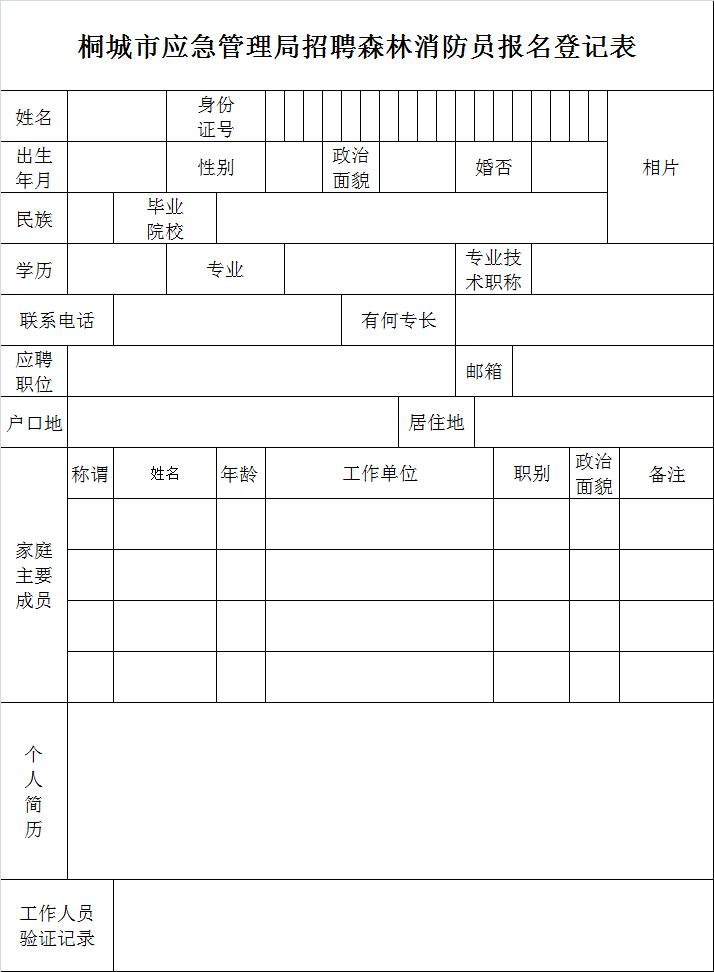 桐城市应急管理局招聘森林消防员报名登记表
姓名
身份
证号
相片
出生
年月
性别
政治
面貌
婚否
民族
毕业
院校
学历
专业
专业技
术职称
联系电话
有何专长
应聘
职位
邮箱
户口地
居住地
家庭
主要
成员
称谓
姓名
年龄
工作单位
职别
政治
面貌
备注
个
人
简
历
工作人员
验证记录